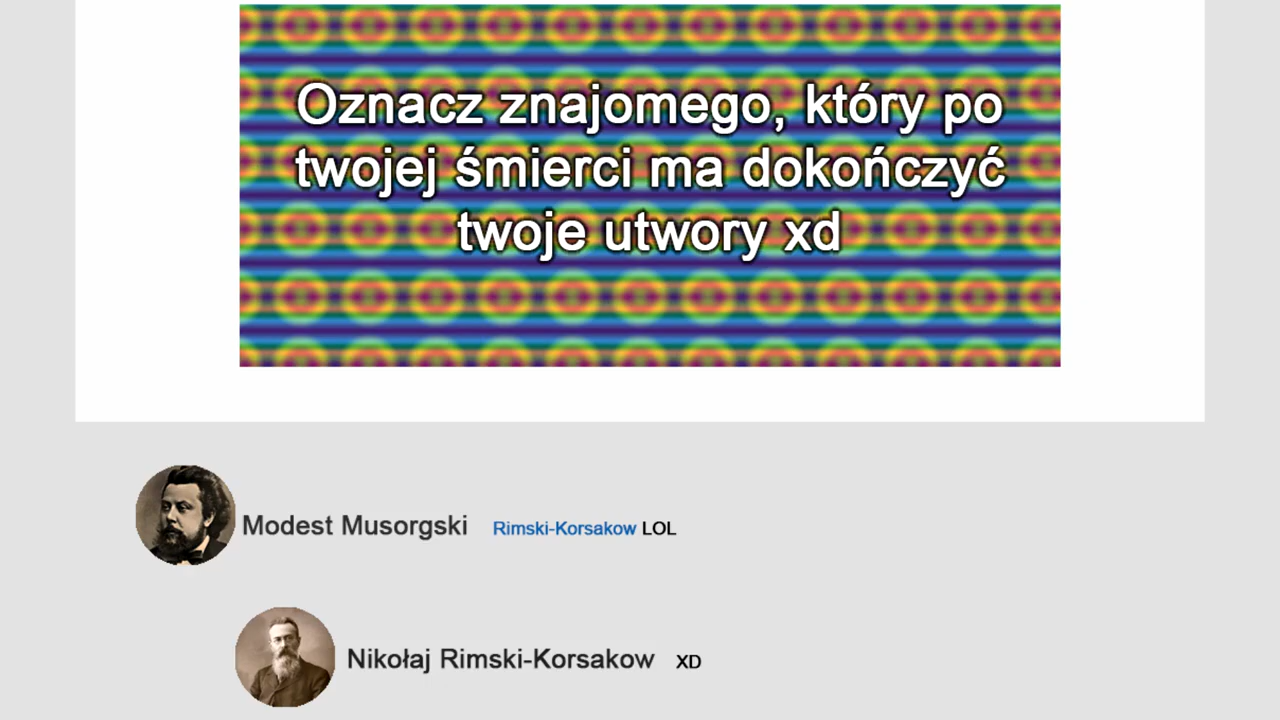 Oznacz znajomego, który po
twojej śmierci ma dokończyć
twoje utwory xd
Modest Musorgski Rimski-Korsakow LOL
Nikołaj Rimski-Korsakow XD